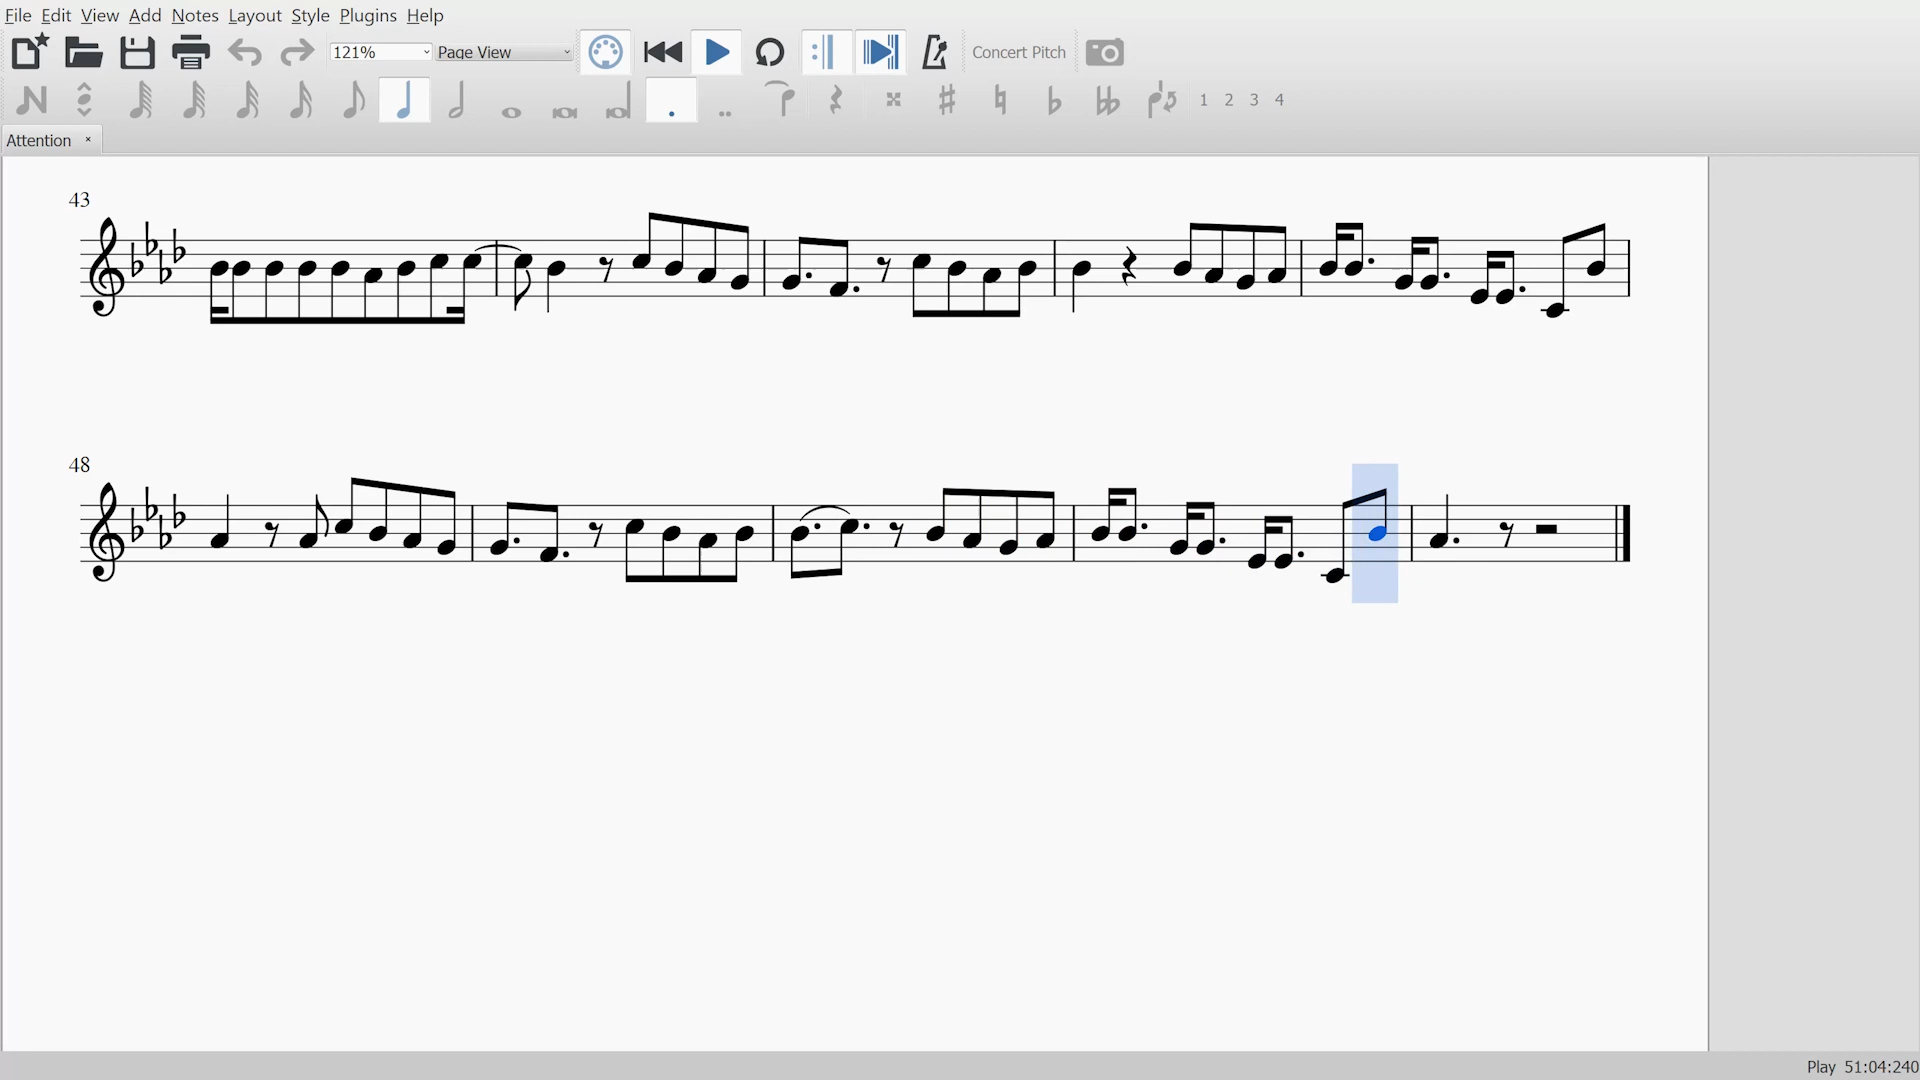 File Edit View Add Notes Layout Style Plugins Help
121% Page View Concert Pitch
1 2 3 4
Attention ×
43
48
Play 51:04:240